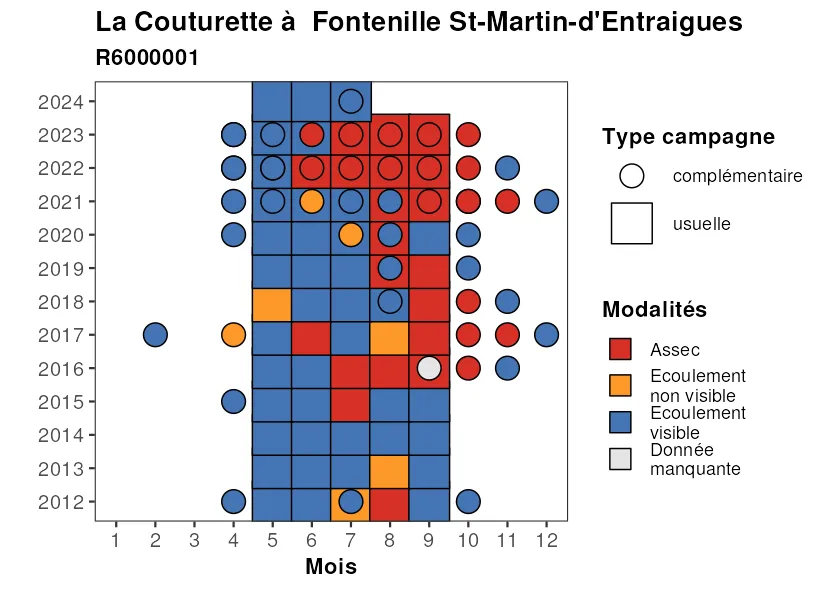 La Couturette à  Fontenille St-Martin-d'Entraigues
R6000001
2024
2023
2022
2021
2020
2019
2018
2017
2016
2015
2014
2013
2012
1 2 3 4 5 6 7 8 9 10 11 12
Mois
Type campagne
complémentaire
usuelle
Modalités
Assec
Ecoulement
non visible
Ecoulement
visible
Donnée
manquante